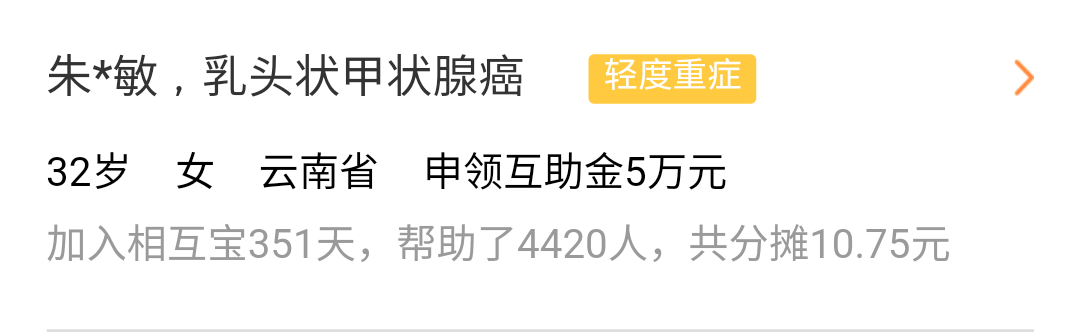 朱*敏，乳头状甲状腺癌 轻度重症
32岁 女 云南省 申领互助金5万元
加入相互宝351天，帮助了4420人，共分摊10.75元